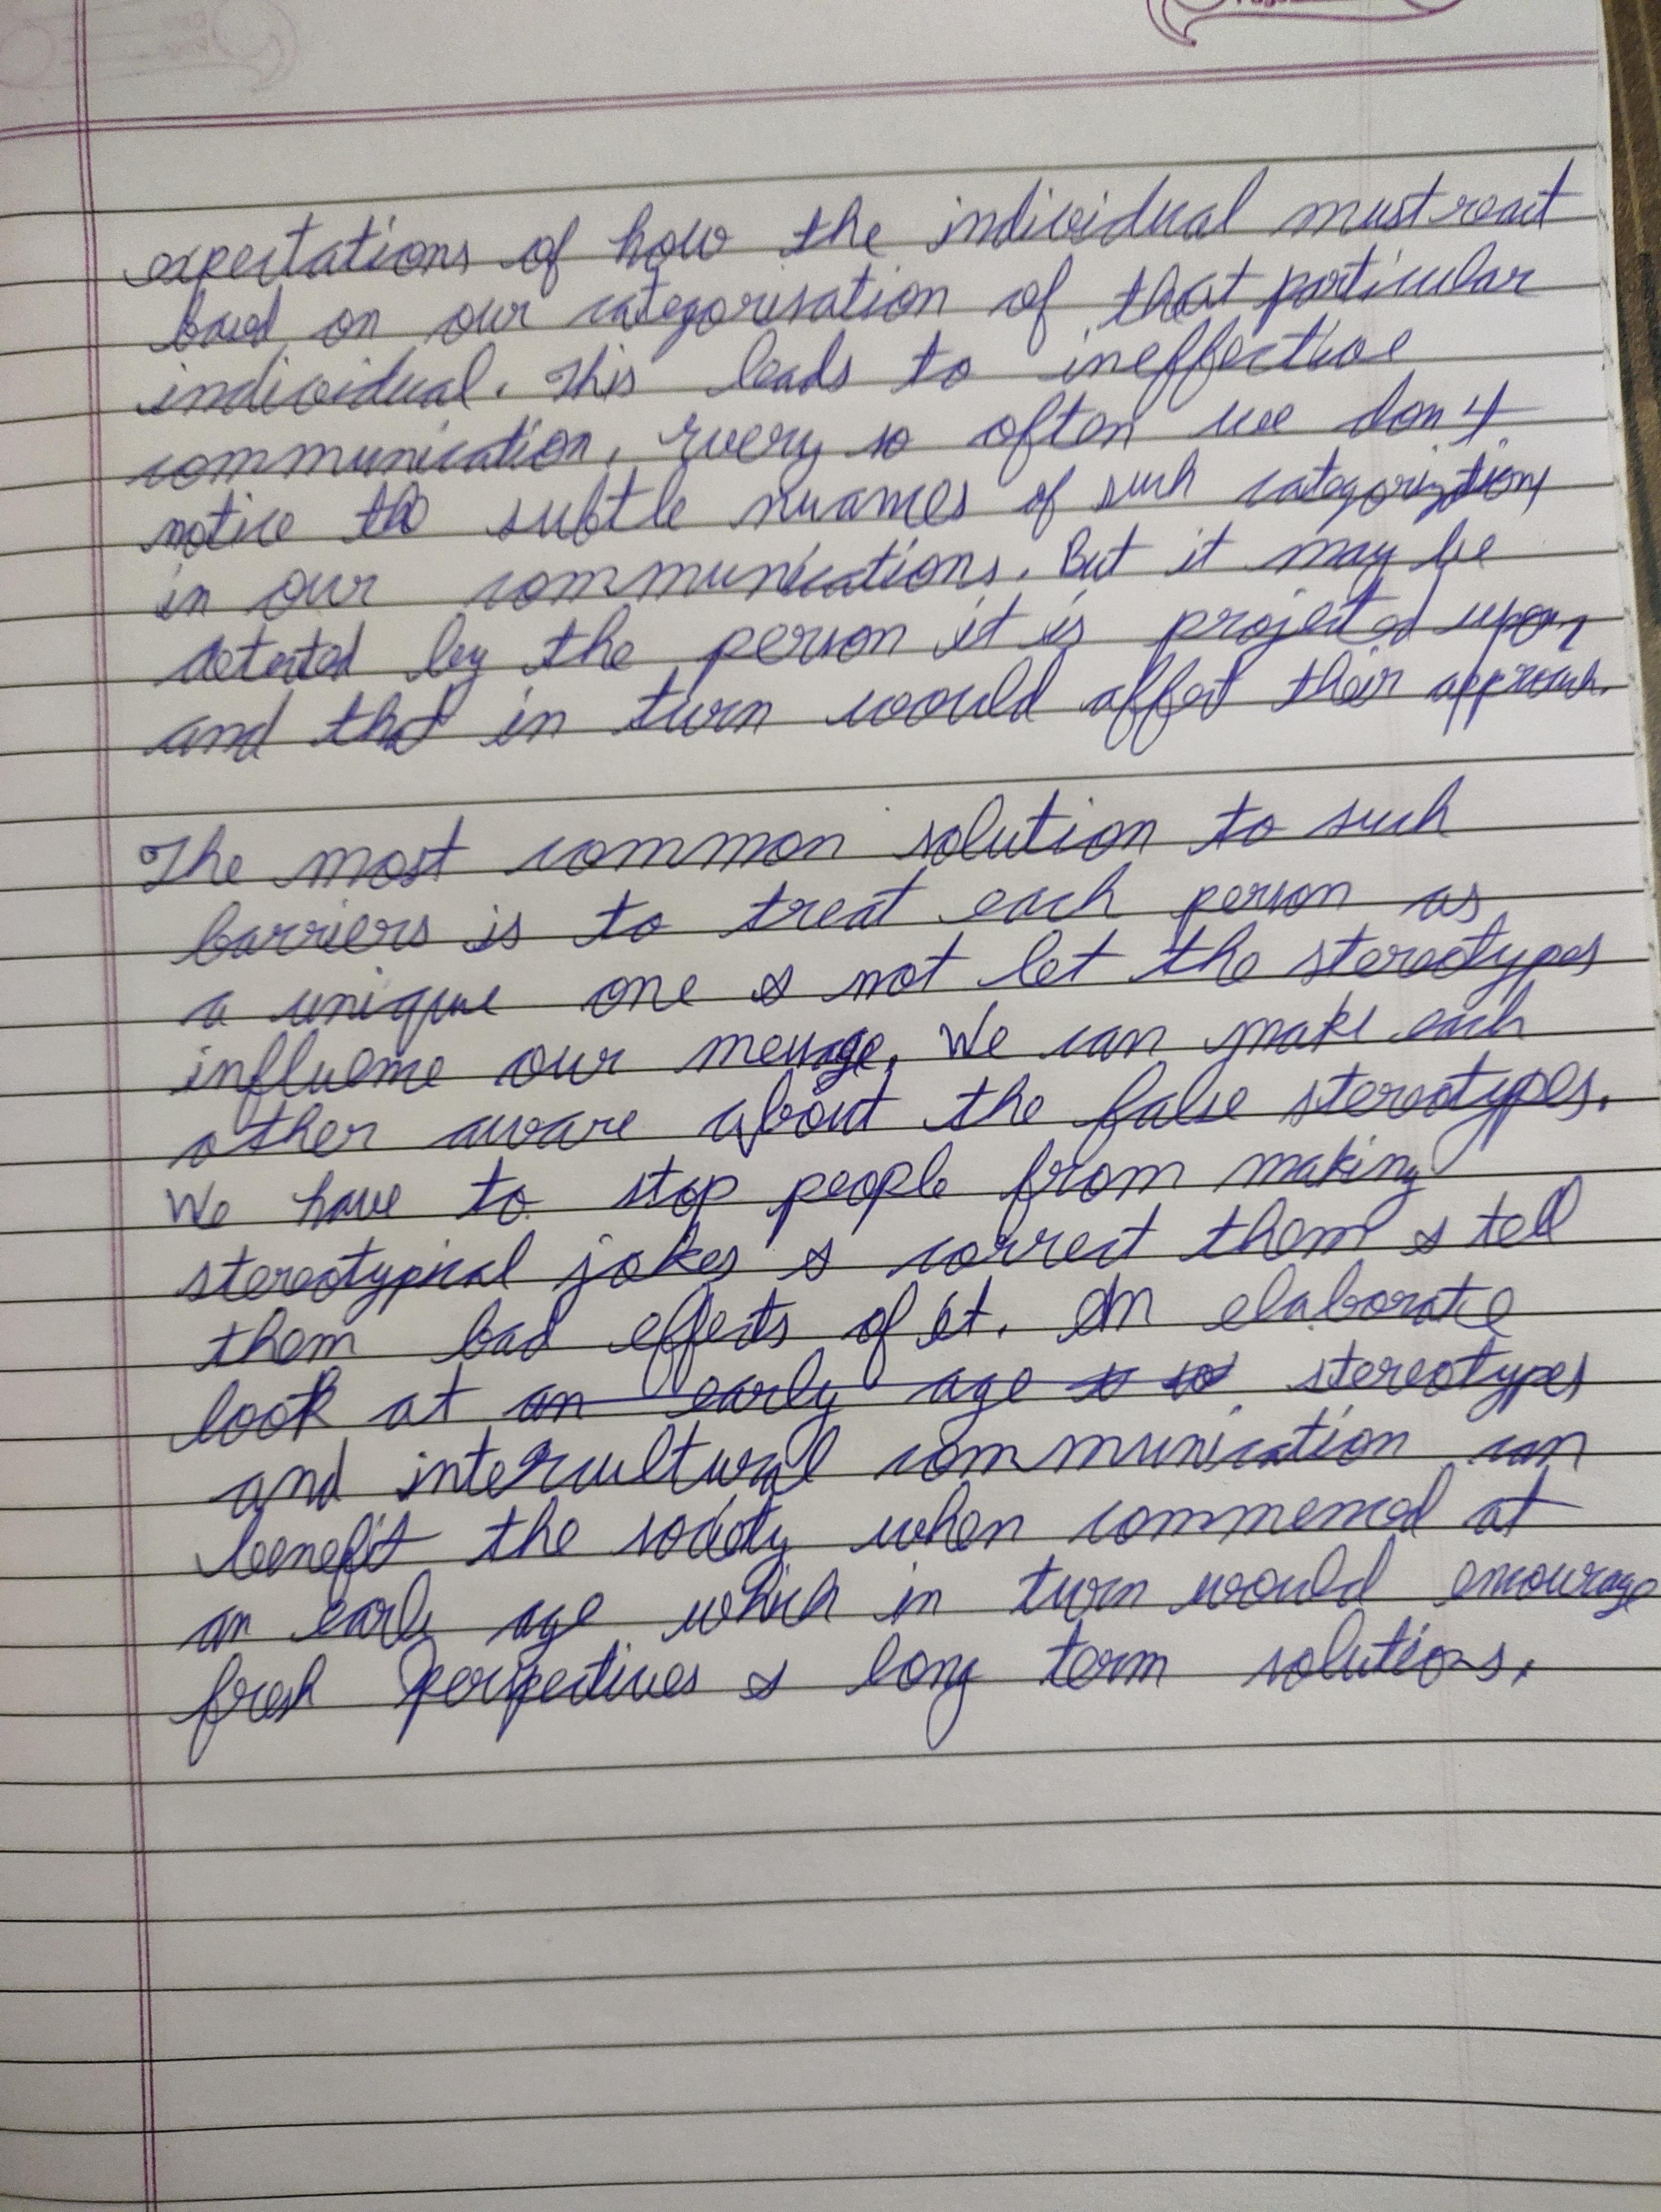 expectations of how the individual must react
based on our categorisation of that particular
individual. This leads to ineffective
communication. Every so often we don't
notice the subtle nuances of such categorizations
in our communications. But it may be
detected by the person it is projected upon,
and that in turn would affect their approach.
The most common solution to such
barriers is to treat each person as
a unique one & not let the stereotypes
influence our message. We can make each
other aware about the false stereotypes.
We have to stop people from making
stereotypical jokes & correct them & tell
them bad effects of it. An elaborate
look at an early age stereotypes
and intercultural communication can
benefit the society when commenced at
an early age which in turn would encourage
fresh perspectives & long term solutions.